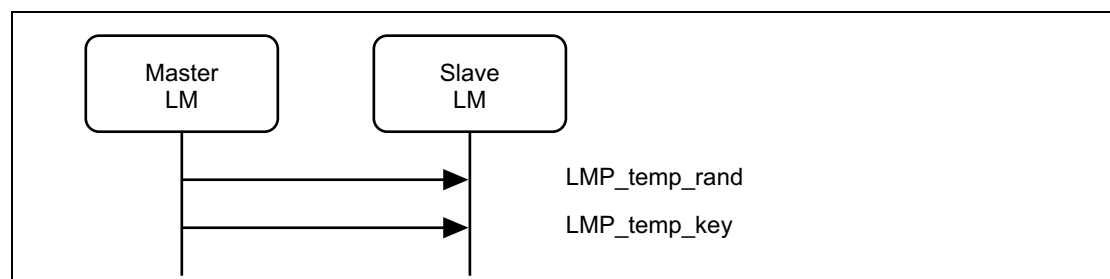 Master
LM
Slave
LM
LMP_temp_rand
LMP_temp_key